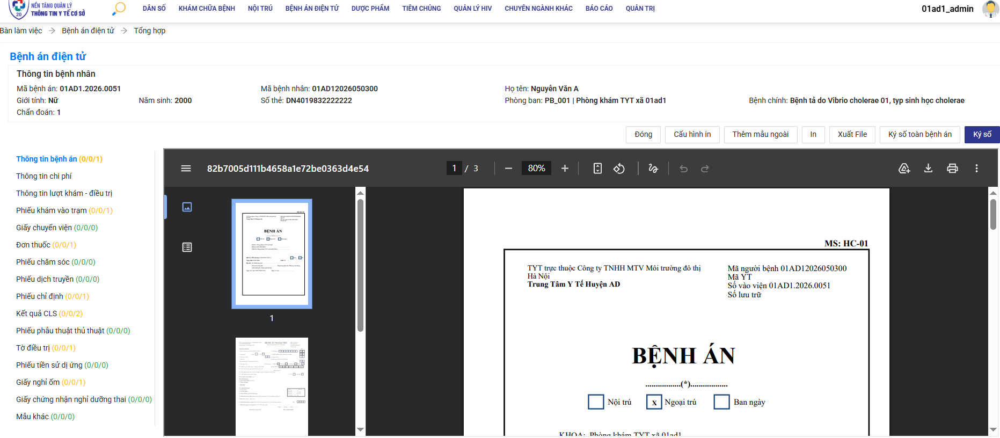 NỀN TẢNG QUẢN LÝ
THÔNG TIN Y TẾ CƠ SỞ
20
DÂN SỐ KHÁM CHỮA BỆNH NỘI TRÚ BỆNH ÁN ĐIỆN TỬ DƯỢC PHẨM TIÊM CHỦNG QUẢN LÝ HIV CHUYÊN NGÀNH KHÁC BÁO CÁO QUẢN TRỊ
01ad1_admin
Bàn làm việc → Bệnh án điện tử → Tổng hợp
Bệnh án điện tử
Thông tin bệnh nhân
Mã bệnh án: 01AD1.2026.0051 Mã bệnh nhân: 01AD12026050300 Họ tên: Nguyễn Văn A
Giới tính: Nữ Năm sinh: 2000 Số thẻ: DN4019832222222 Phòng ban: PB_001 | Phòng khám TYT xã 01ad1 Bệnh chính: Bệnh tả do Vibrio cholerae 01, typ sinh học cholerae
Chẩn đoán: 1
Đóng Cấu hình in Thêm mẫu ngoài In Xuất File Ký số toàn bệnh án Ký số
Thông tin bệnh án (0/0/1)
Thông tin chi phí
Thông tin lượt khám - điều trị
Phiếu khám vào trạm (0/0/1)
Giấy chuyển viện (0/0/0)
Đơn thuốc (0/0/1)
Phiếu chăm sóc (0/0/0)
Phiếu dịch truyền (0/0/0)
Phiếu chỉ định (0/0/1)
Kết quả CLS (0/0/2)
Phiếu phẫu thuật thủ thuật (0/0/0)
Tờ điều trị (0/0/1)
Phiếu tiền sử dị ứng (0/0/0)
Giấy nghỉ ốm (0/0/1)
Giấy chứng nhận nghỉ dưỡng thai (0/0/0)
Mẫu khác (0/0/0)
82b7005d111b4658a1e72be0363d4e54 1 / 3 80%
BỆNH ÁN
1
MS: HC-01
TYT trực thuộc Công ty TNHH MTV Môi trường đô thị
Hà Nội
Trung Tâm Y Tế Huyện AD
Mã người bệnh 01AD12026050300
Mã YT
Số vào viện 01AD1.2026.0051
Số lưu trữ
BỆNH ÁN
.................(*)..................
Nội trú x Ngoại trú Ban ngày
KHOA: Phòng khám TYT xã 01ad1